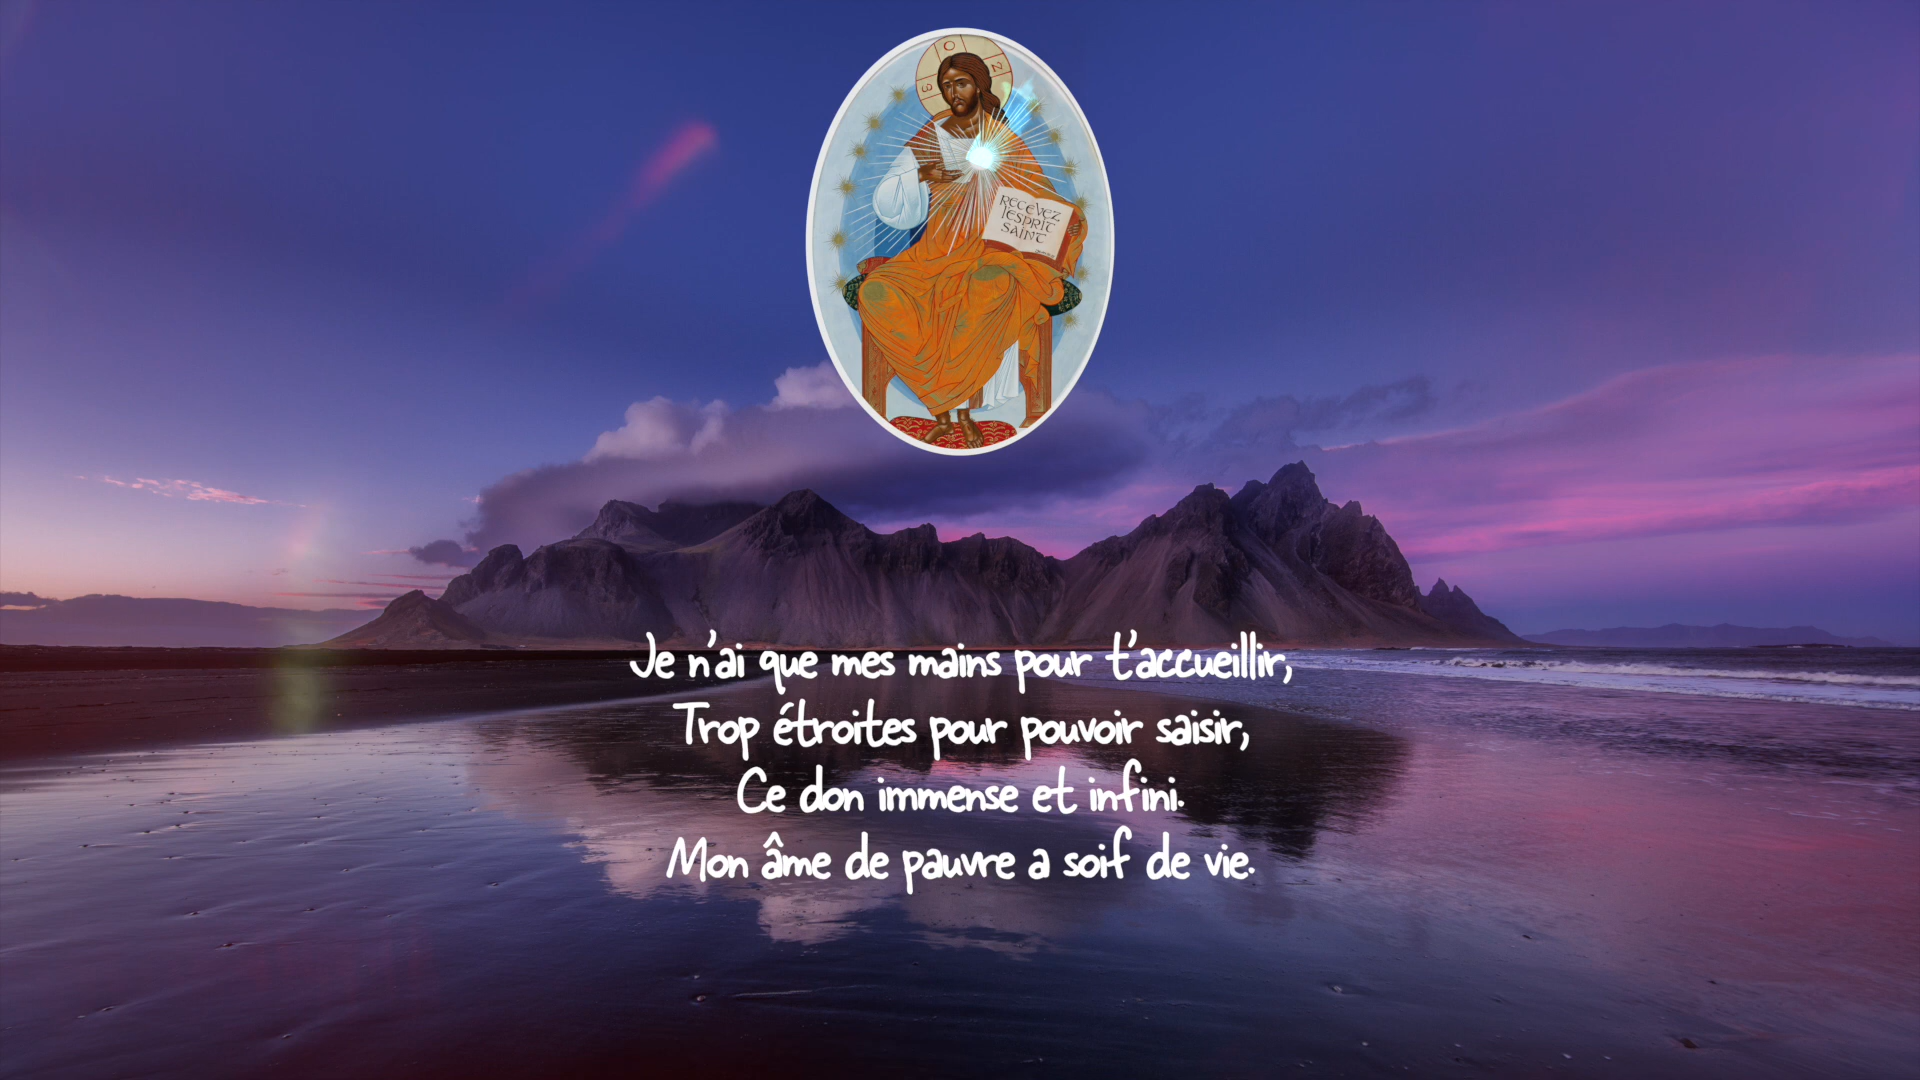 O
Je n'ai que mes mains pour t'accueillir,
Trop étroites pour pouvoir saisir,
Ce don immense et infini.
Mon âme de pauvre a soif de vie.
RECEVEZ
lESPRIT
SAINT